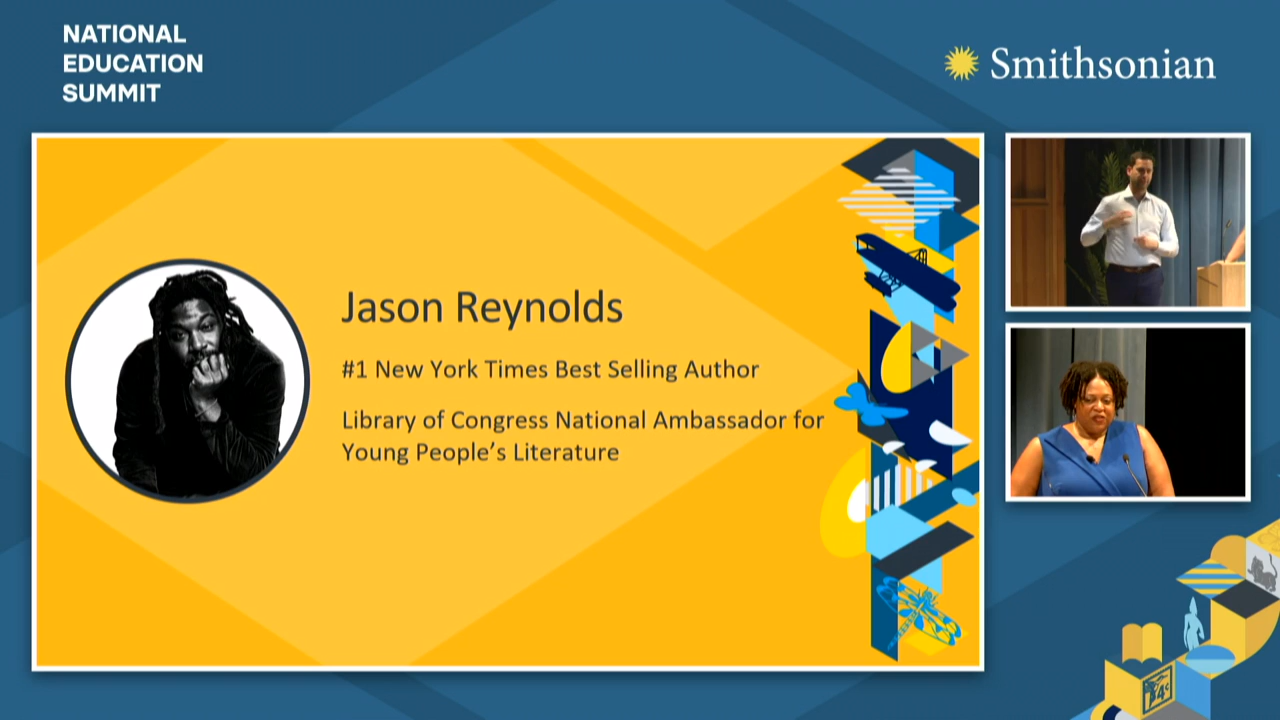 NATIONAL
EDUCATION
SUMMIT
Smithsonian
Jason Reynolds
#1 New York Times Best Selling Author
Library of Congress National Ambassador for
Young People’s Literature
4c